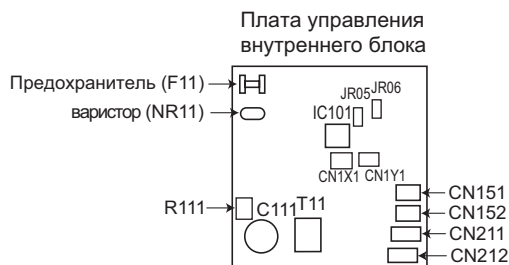 Плата управления
внутреннего блока
Предохранитель (F11)
JR05 JR06
варистор (NR11)
IC101
CN1X1 CN1Y1
CN151
R111
C111 T11
CN152
CN211
CN212